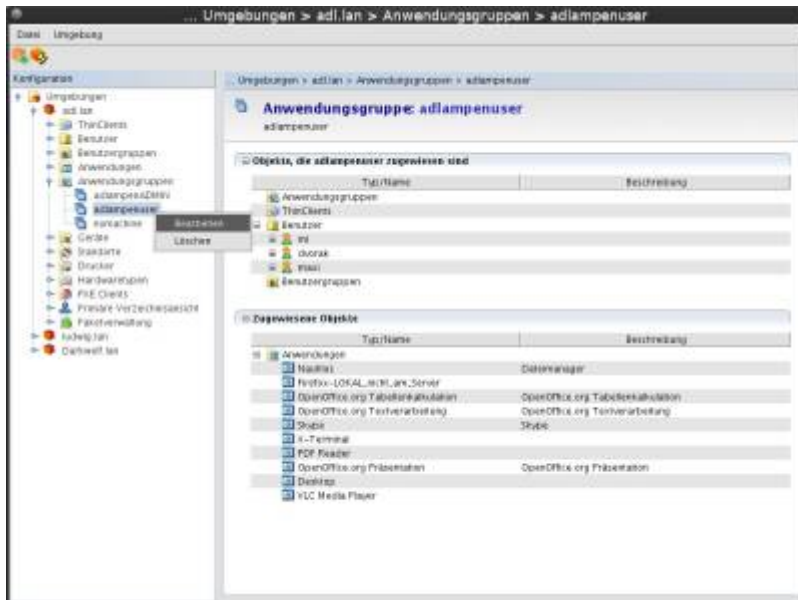 ... Umgebungen > adl.lan > Anwendungsgruppen > adlampenuser
Datei Umgebung
Konfiguration
Umgebungen
adl.lan
ThinClients
Benutzer
Benutzergruppen
Anwendungen
Anwendungsgruppen
adlampenADMIN
adlampenuser
nxmachine
Bearbeiten
Löschen
Geräte
Standorte
Drucker
Hardwaretypen
PXE Clients
Primäre Verzeichnisansicht
Paketverwaltung
ludwig.lan
Darkwolf.lan
... Umgebungen > adl.lan > Anwendungsgruppen > adlampenuser
Anwendungsgruppe: adlampenuser
adlampenuser
Objekte, die adlampenuser zugewiesen sind
Typ/Name Beschreibung
Anwendungsgruppen
ThinClients
Benutzer
dvorak
maxi
Benutzergruppen
Zugewiesene Objekte
Typ/Name Beschreibung
Anwendungen
Nautilus Dateimanager
OpenOffice.org Tabellenkalkulation OpenOffice.org Tabellenkalkulation
OpenOffice.org Textverarbeitung OpenOffice.org Textverarbeitung
Skype Skype
X-Terminal
PDF Reader
OpenOffice.org Präsentation OpenOffice.org Präsentation
Desktop
VLC Media Player